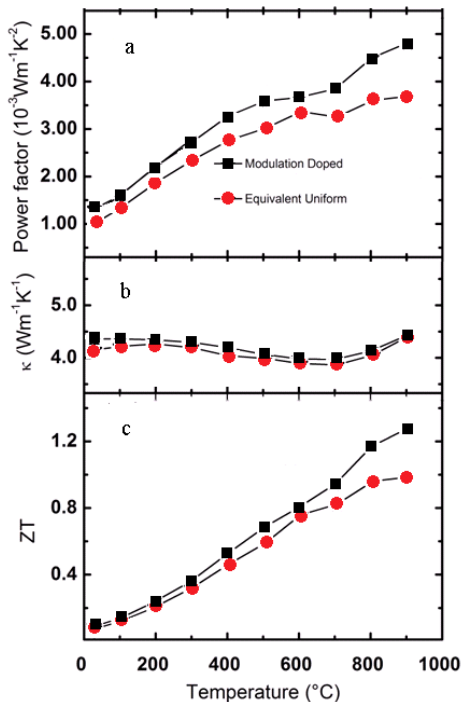 a
5.00
4.00
3.00
2.00
1.00
Power factor (10⁻³Wm⁻¹K⁻²)
Modulation Doped
Equivalent Uniform
b
5.0
4.0
κ (Wm⁻¹K⁻¹)
c
1.2
0.8
0.4
ZT
0 200 400 600 800 1000
Temperature (°C)